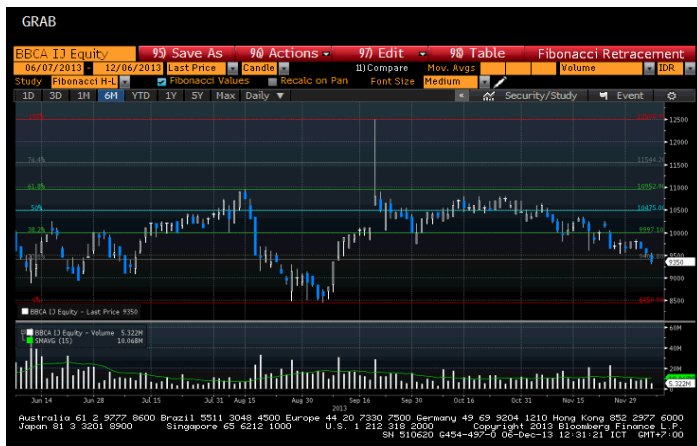 GRAB
BBCA IJ Equity 95) Save As 96) Actions 97) Edit 98) Table Fibonacci Retracement
06/07/2013 - 12/06/2013 Last Price Candle 11)Compare Mov. Avgs Volume IDR
Study Fibonacci H-L Fibonacci Values Recalc on Pan Font Size Medium
1D 3D 1M 6M YTD 1Y 5Y Max Daily ▼ « Security/Study Event
12500
76.4% 11544.20
12000
11500
61.8% 10952.90
11000
50% 10475.00
10500
38.2% 9997.10
10000
9500
9350
9000
0% 8450.00
8500
BBCA IJ Equity - Last Price 9350
BBCA IJ Equity - Volume 5.322M
SMAVG (15) 10.068M
60M
40M
20M
5.322M
0
Jun 14 Jun 28 Jul 15 Jul 31 Aug 15 Aug 30 Sep 16 Sep 30 Oct 16 Oct 31 Nov 15 Nov 29
2013
Australia 61 2 9777 8600 Brazil 5511 3048 4500 Europe 44 20 7330 7500 Germany 49 69 9204 1210 Hong Kong 852 2977 6000
Japan 81 3 3201 8900 Singapore 65 6212 1000 U.S. 1 212 318 2000 Copyright 2013 Bloomberg Finance L.P.
SN 510620 G454-497-0 06-Dec-13 12:31:21 ICT GMT+7:00